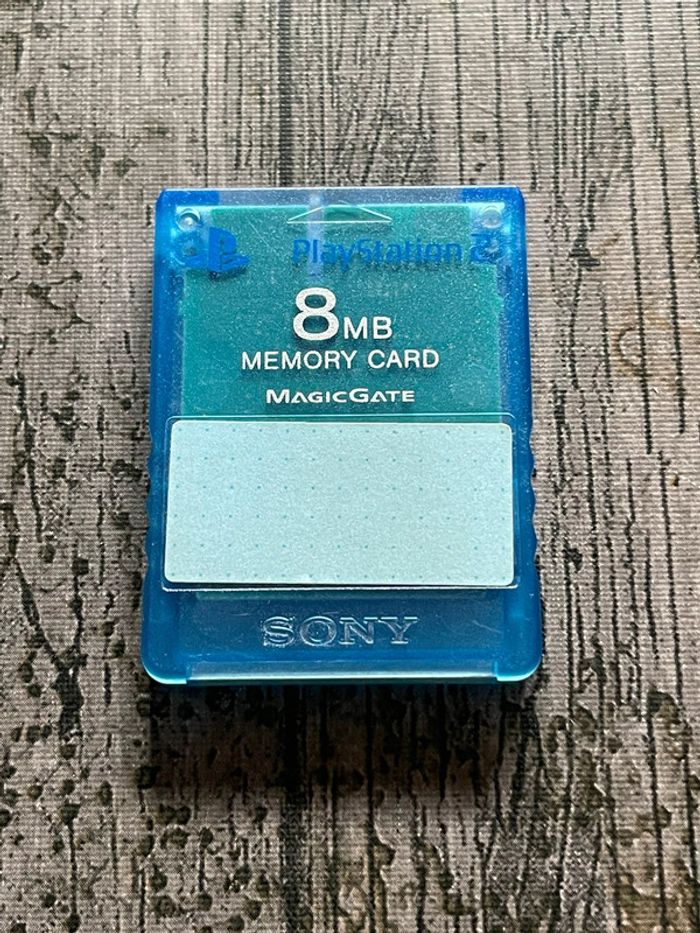 PlayStation 2
8MB
MEMORY CARD
MAGICGATE
SONY